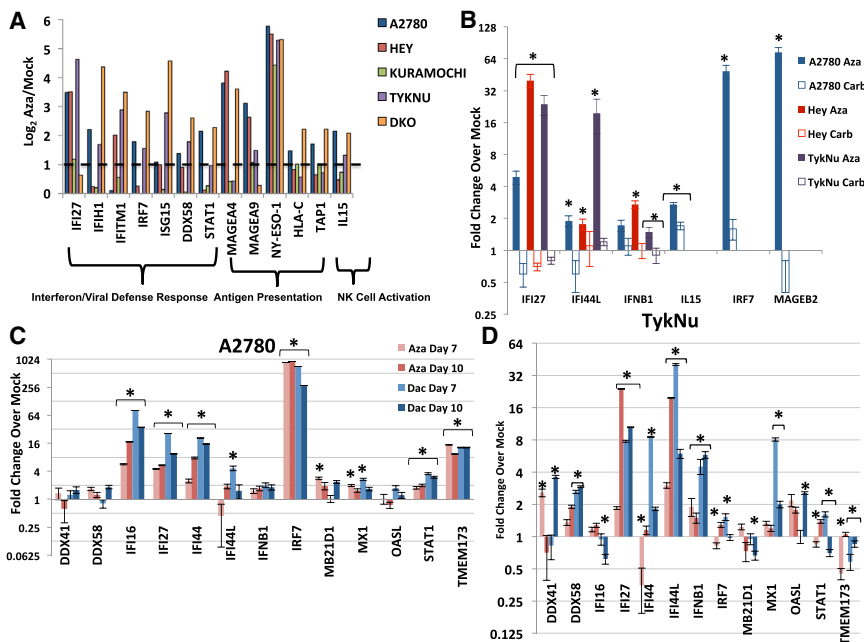 A
Log2 Aza/Mock
6
5
4
3
2
1
0
A2780
HEY
KURAMOCHI
TYKNU
DKO
IFI27
IFIH1
IFITM1
IRF7
ISG15
DDX58
STAT1
MAGEA4
MAGEA9
NY-ESO-1
HLA-C
TAP1
IL15
Interferon/Viral Defense Response
Antigen Presentation
NK Cell Activation
B
Fold Change Over Mock
128
64
32
16
8
4
2
1
0.5
0.25
* * * * * * * * *
A2780 Aza
A2780 Carb
Hey Aza
Hey Carb
TykNu Aza
TykNu Carb
IFI27
IFI44L
IFNB1
IL15
IRF7
MAGEB2
C
A2780
Fold Change Over Mock
1024
256
64
16
4
2
1
0.25
0.0625
Aza Day 7
Aza Day 10
Dac Day 7
Dac Day 10
* * * * * * * * * *
DDX41
DDX58
IFI16
IFI27
IFI44
IFI44L
IFNB1
IRF7
MB21D1
MX1
OASL
STAT1
TMEM173
D
TykNu
Fold Change Over Mock
64
32
16
8
4
2
1
0.5
0.25
0.125
DDX41
DDX58
IFI16
IFI27
IFI44
IFI44L
IFNB1
IRF7
MB21D1
MX1
OASL
STAT1
TMEM173